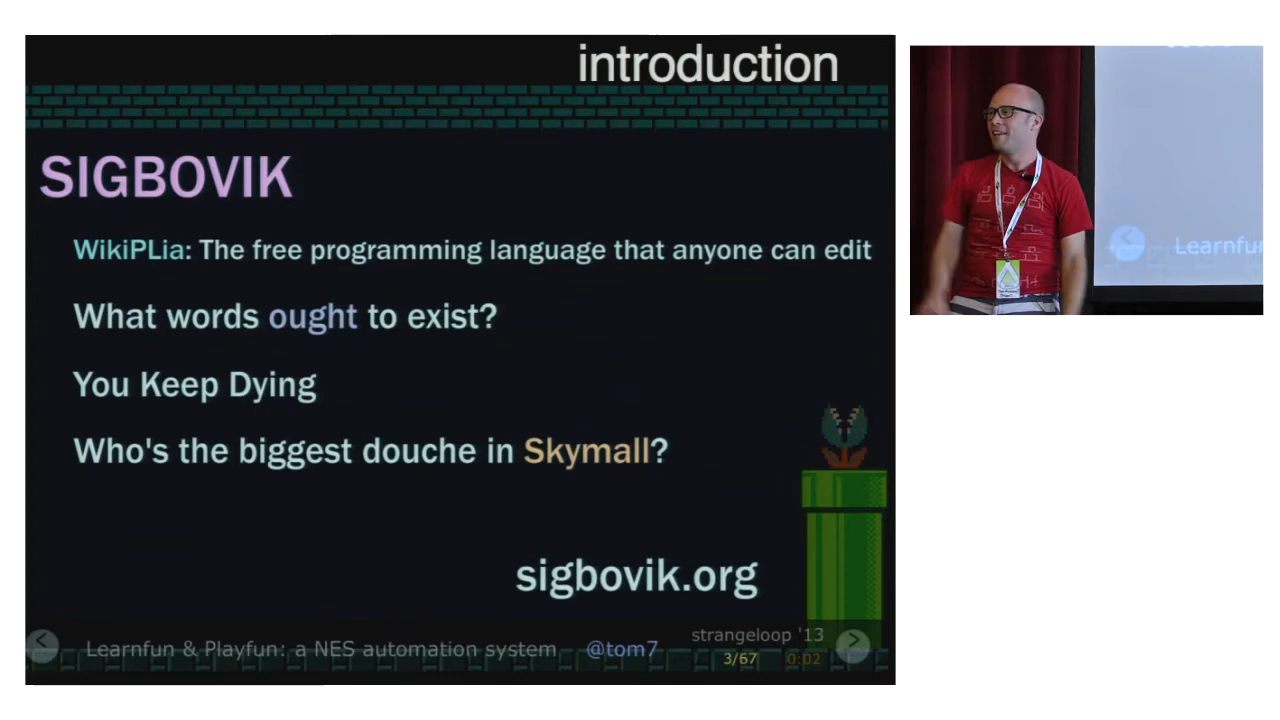 introduction
SIGBOVIK
WikiPLia: The free programming language that anyone can edit
What words ought to exist?
You Keep Dying
Who's the biggest douche in Skymall?
sigbovik.org
Learnfun & Playfun: a NES automation system
@tom7
strangeloop '13
3/67
0:02
Learnfu